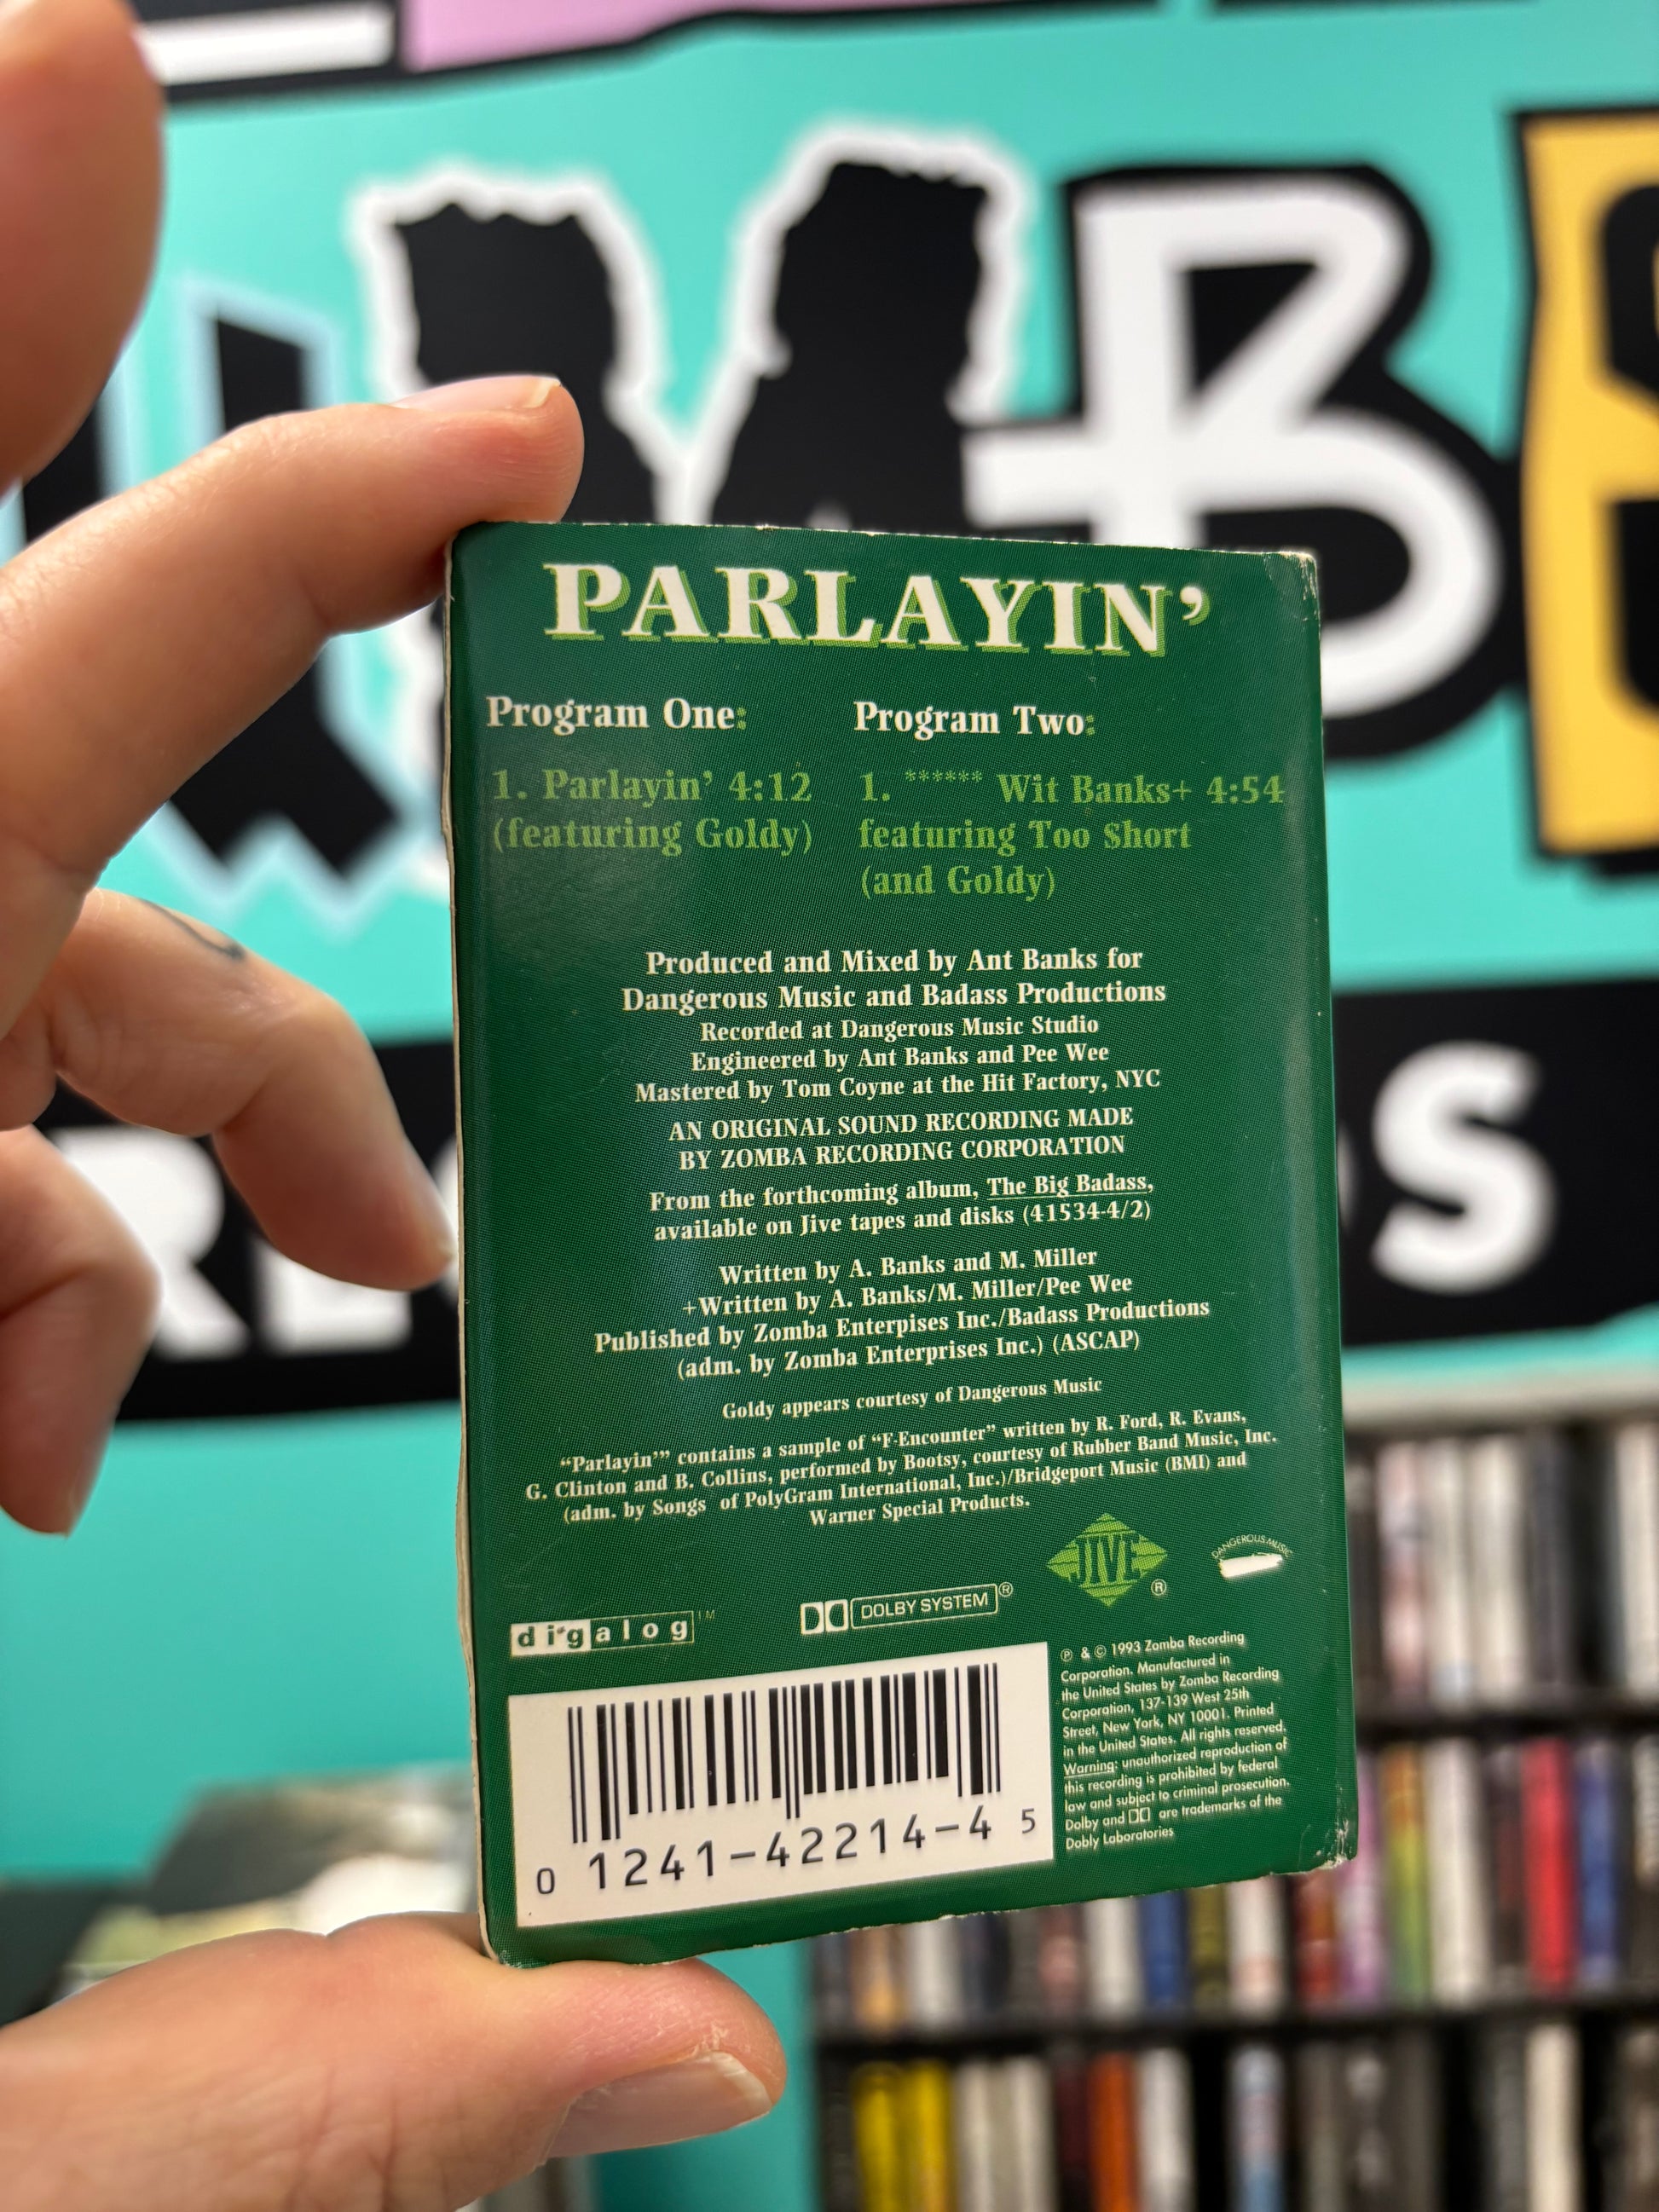 PARLAYIN’
Program One:
1. Parlayin’ 4:12
(featuring Goldy)
Program Two:
1. ****** Wit Banks+ 4:54
featuring Too Short
(and Goldy)
Produced and Mixed by Ant Banks for
Dangerous Music and Badass Productions
Recorded at Dangerous Music Studio
Engineered by Ant Banks and Pee Wee
Mastered by Tom Coyne at the Hit Factory, NYC
AN ORIGINAL SOUND RECORDING MADE
BY ZOMBA RECORDING CORPORATION
From the forthcoming album, The Big Badass,
available on Jive tapes and disks (41534-4/2)
Written by A. Banks and M. Miller
+Written by A. Banks/M. Miller/Pee Wee
Published by Zomba Enterpises Inc./Badass Productions
(adm. by Zomba Enterprises Inc.) (ASCAP)
Goldy appears courtesy of Dangerous Music
“Parlayin’” contains a sample of “F-Encounter” written by R. Ford, R. Evans,
G. Clinton and B. Collins, performed by Bootsy, courtesy of Rubber Band Music, Inc.
(adm. by Songs of PolyGram International, Inc.)/Bridgeport Music (BMI) and
Warner Special Products.
JIVE ®
DANGEROUS MUSIC
digalog™
DOLBY SYSTEM®
0 1241-42214-4 5
℗ & © 1993 Zomba Recording
Corporation. Manufactured in
the United States by Zomba Recording
Corporation, 137-139 West 25th
Street, New York, NY 10001. Printed
in the United States. All rights reserved.
Warning: unauthorized reproduction of
this recording is prohibited by federal
law and subject to criminal prosecution.
Dolby and are trademarks of the
Dobly Laboratories